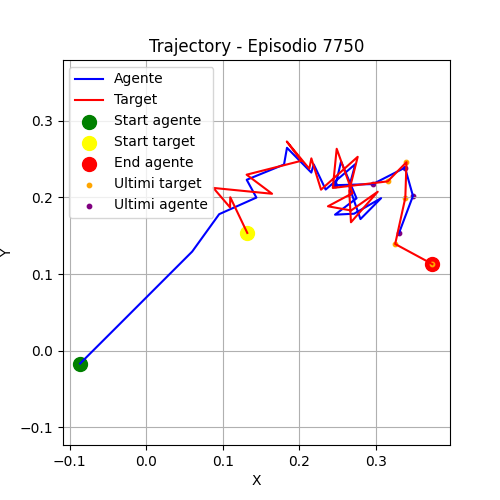 Trajectory - Episodio 7750
Agente
Target
Start agente
Start target
End agente
Ultimi target
Ultimi agente
0.3
0.2
0.1
0.0
−0.1
Y
−0.1
0.0
0.1
0.2
0.3
X